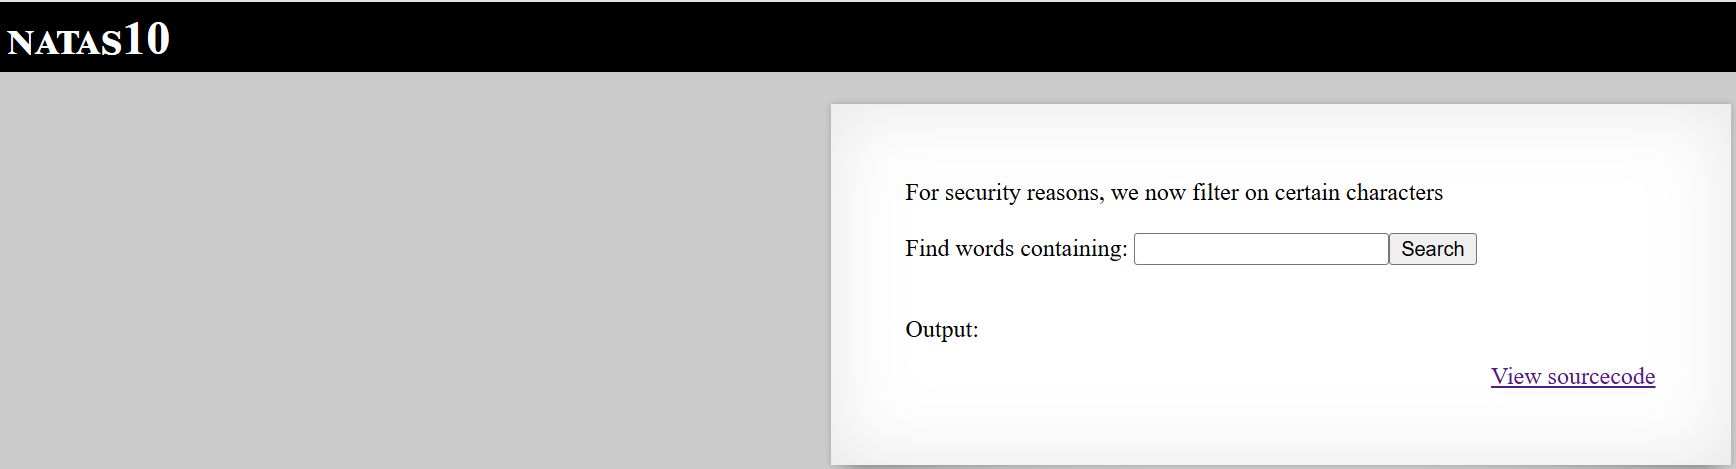 NATAS10
For security reasons, we now filter on certain characters
Find words containing: Search
Output:
View sourcecode